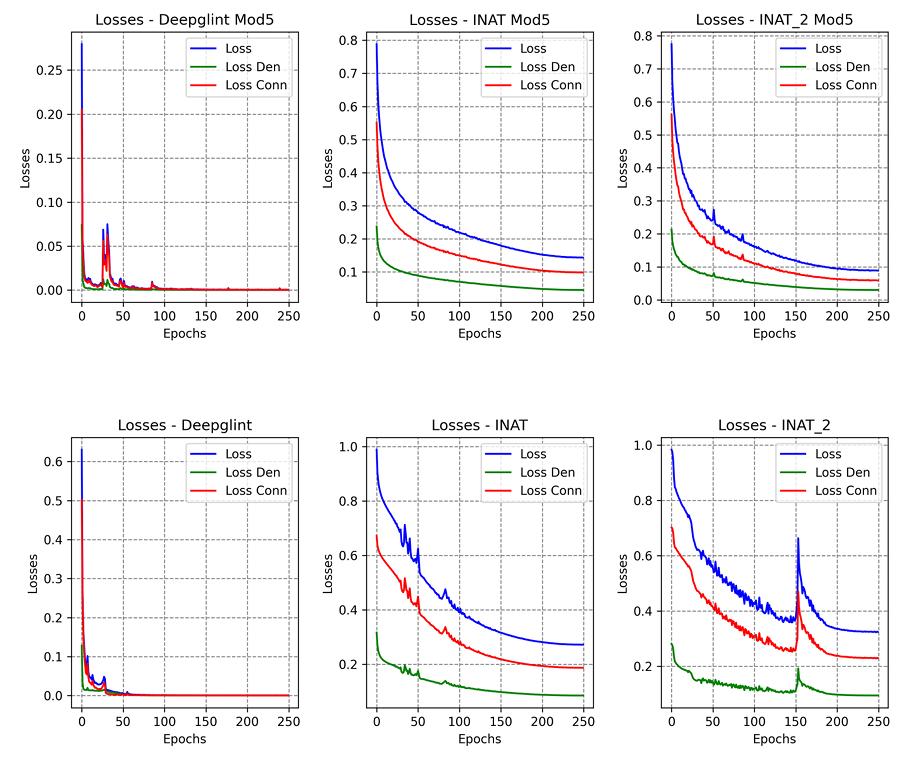 Losses - Deepglint Mod5
Losses
0.25
0.20
0.15
0.10
0.05
0.00
Loss
Loss Den
Loss Conn
0 50 100 150 200 250
Epochs
Losses - INAT Mod5
Losses
0.8
0.7
0.6
0.5
0.4
0.3
0.2
0.1
Loss
Loss Den
Loss Conn
0 50 100 150 200 250
Epochs
Losses - INAT_2 Mod5
Losses
0.8
0.7
0.6
0.5
0.4
0.3
0.2
0.1
0.0
Loss
Loss Den
Loss Conn
0 50 100 150 200 250
Epochs
Losses - Deepglint
Losses
0.6
0.5
0.4
0.3
0.2
0.1
0.0
Loss
Loss Den
Loss Conn
0 50 100 150 200 250
Epochs
Losses - INAT
Losses
1.0
0.8
0.6
0.4
0.2
Loss
Loss Den
Loss Conn
0 50 100 150 200 250
Epochs
Losses - INAT_2
Losses
1.0
0.8
0.6
0.4
0.2
Loss
Loss Den
Loss Conn
0 50 100 150 200 250
Epochs